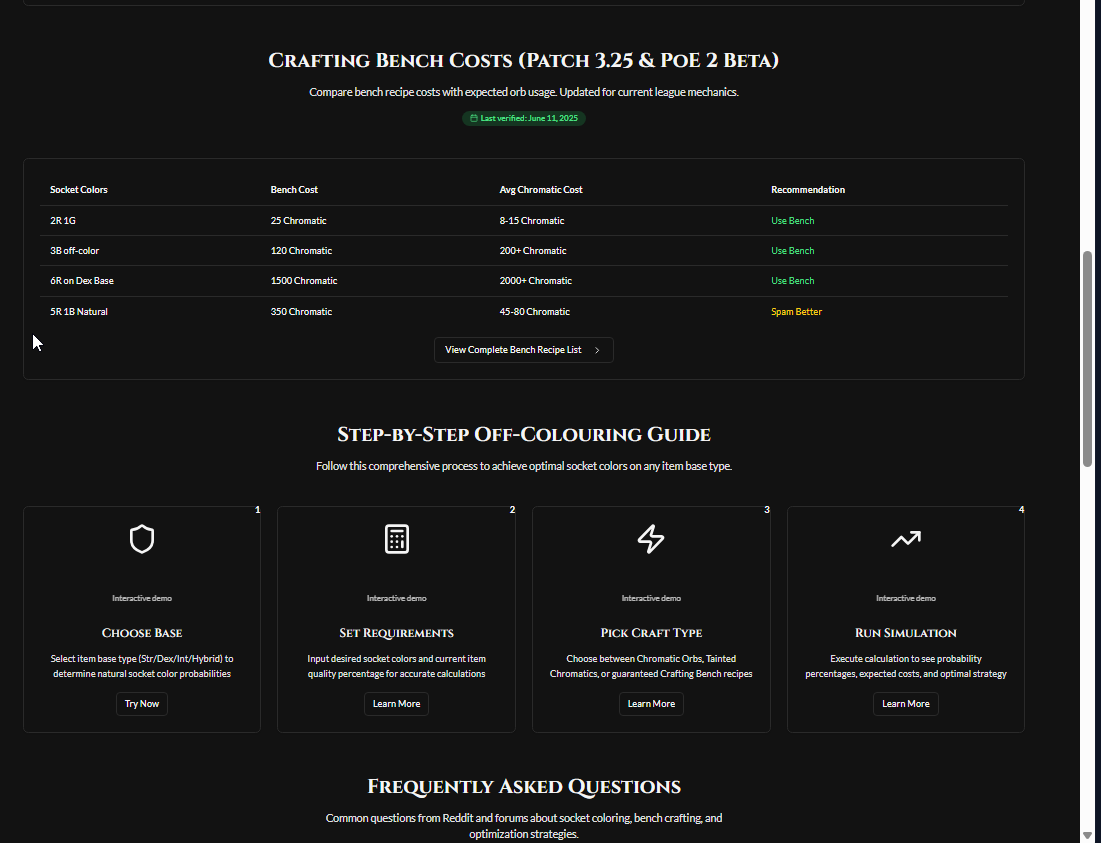 Crafting Bench Costs (Patch 3.25 & PoE 2 Beta)
Compare bench recipe costs with expected orb usage. Updated for current league mechanics.
Last verified: June 11, 2025
Socket Colors Bench Cost Avg Chromatic Cost Recommendation
2R 1G 25 Chromatic 8-15 Chromatic Use Bench
3B off-color 120 Chromatic 200+ Chromatic Use Bench
6R on Dex Base 1500 Chromatic 2000+ Chromatic Use Bench
5R 1B Natural 350 Chromatic 45-80 Chromatic Spam Better
View Complete Bench Recipe List
Step-by-Step Off-Colouring Guide
Follow this comprehensive process to achieve optimal socket colors on any item base type.
1
Interactive demo
Choose Base
Select item base type (Str/Dex/Int/Hybrid) to
determine natural socket color probabilities
Try Now
2
Interactive demo
Set Requirements
Input desired socket colors and current item
quality percentage for accurate calculations
Learn More
3
Interactive demo
Pick Craft Type
Choose between Chromatic Orbs, Tainted
Chromatics, or guaranteed Crafting Bench recipes
Learn More
4
Interactive demo
Run Simulation
Execute calculation to see probability
percentages, expected costs, and optimal strategy
Learn More
Frequently Asked Questions
Common questions from Reddit and forums about socket coloring, bench crafting, and
optimization strategies.